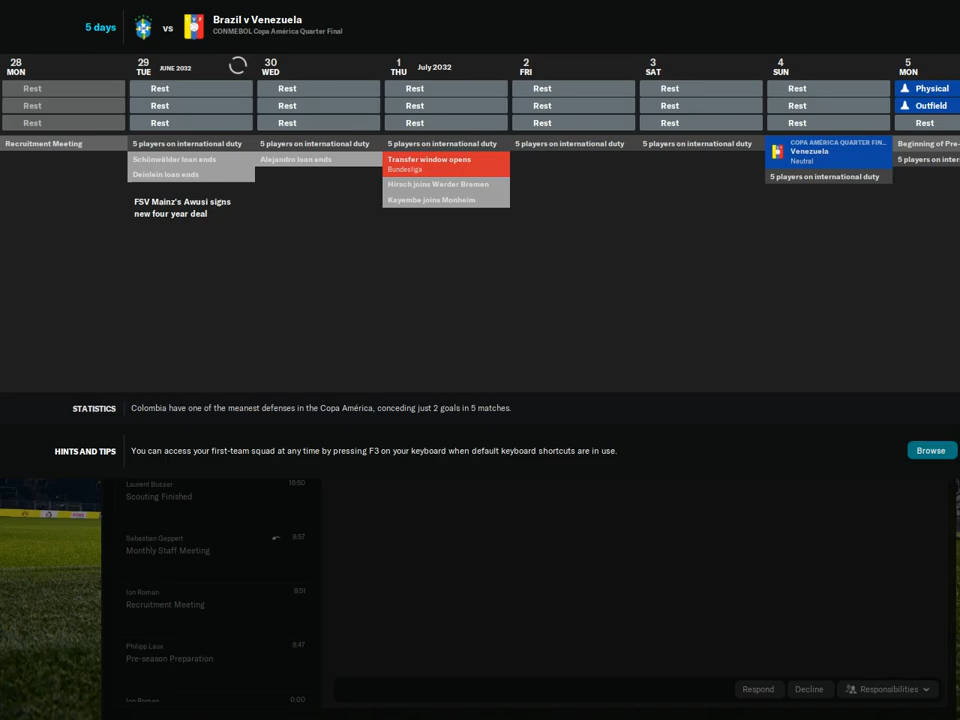 5 days
vs
Brazil v Venezuela
CONMEBOL Copa América Quarter Final
28
MON
29
TUE
JUNE 2032
30
WED
1
THU
July 2032
2
FRI
3
SAT
4
SUN
5
MON
Rest
Rest
Rest
Rest
Rest
Rest
Rest
Physical
Rest
Rest
Rest
Rest
Rest
Rest
Rest
Outfield
Rest
Rest
Rest
Rest
Rest
Rest
Rest
Rest
Recruitment Meeting
5 players on international duty
Schönwälder loan ends
Deinlein loan ends
FSV Mainz's Awusi signs
new four year deal
5 players on international duty
Alejandro loan ends
5 players on international duty
Transfer window opens
Bundesliga
Hirsch joins Werder Bremen
Kayembe joins Monheim
5 players on international duty
5 players on international duty
COPA AMÉRICA QUARTER FIN...
Venezuela
Neutral
5 players on international duty
Beginning of Pre-
5 players on inter
STATISTICS
Colombia have one of the meanest defenses in the Copa América, conceding just 2 goals in 5 matches.
HINTS AND TIPS
You can access your first-team squad at any time by pressing F3 on your keyboard when default keyboard shortcuts are in use.
Browse
Laurent Busser
16:50
Scouting Finished
Sebastian Geppert
8:57
Monthly Staff Meeting
Ion Roman
8:51
Recruitment Meeting
Philipp Laux
8:47
Pre-season Preparation
Ion Roman
0:00
Respond
Decline
Responsibilities